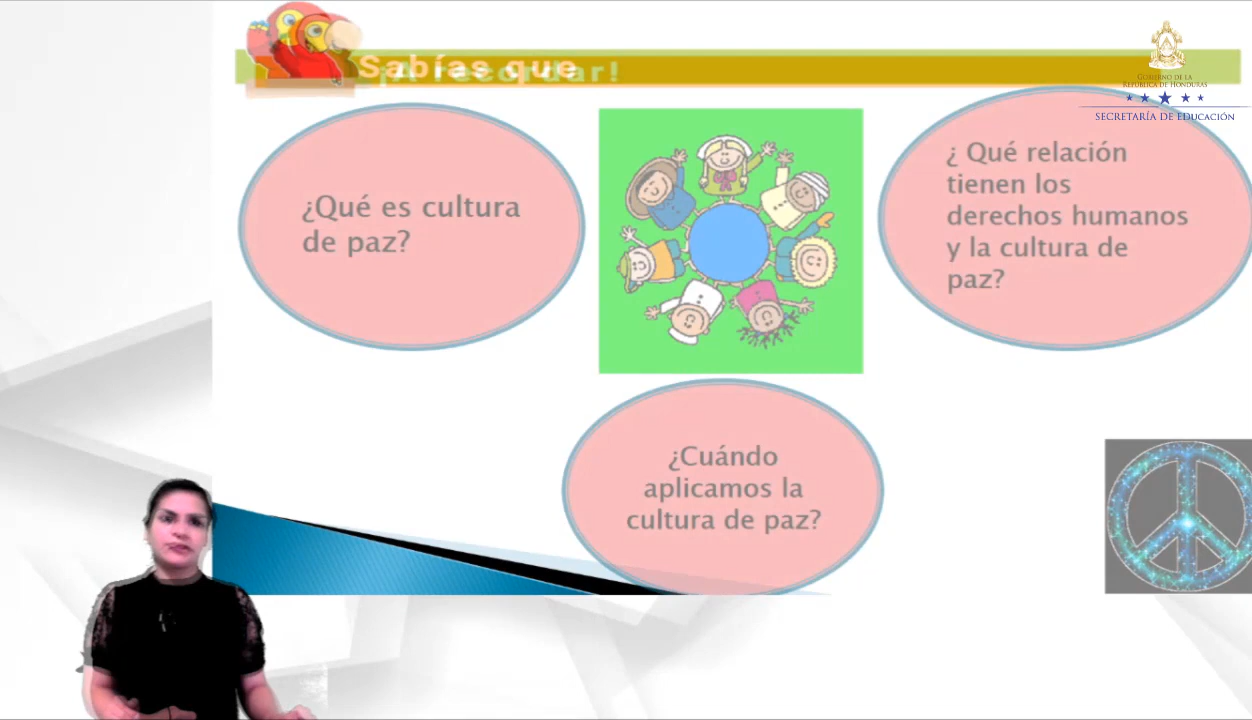 Sabías que
¡A recordar!
GOBIERNO DE LA
REPÚBLICA DE HONDURAS
SECRETARÍA DE EDUCACIÓN
¿Qué es cultura
de paz?
¿ Qué relación
tienen los
derechos humanos
y la cultura de
paz?
¿Cuándo
aplicamos la
cultura de paz?